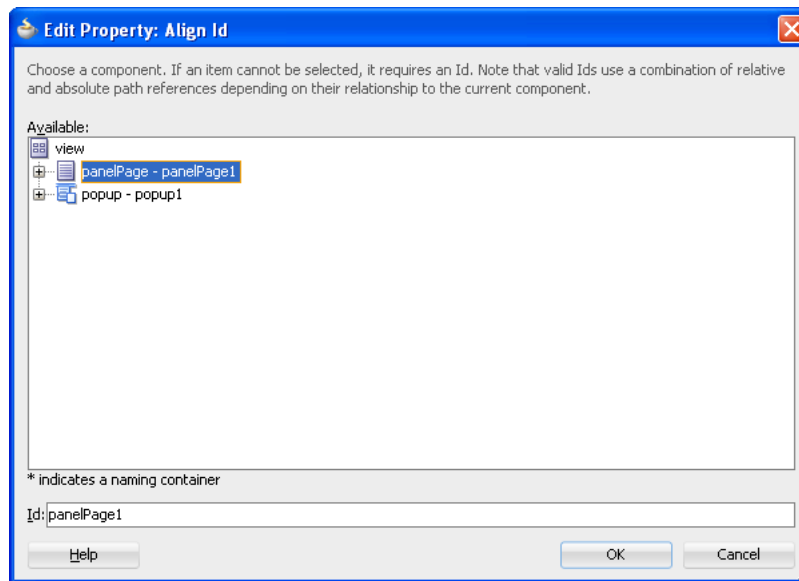 Edit Property: Align Id
Choose a component. If an item cannot be selected, it requires an Id. Note that valid Ids use a combination of relative
and absolute path references depending on their relationship to the current component.
Available:
view
panelPage - panelPage1
popup - popup1
* indicates a naming container
Id: panelPage1
Help OK Cancel